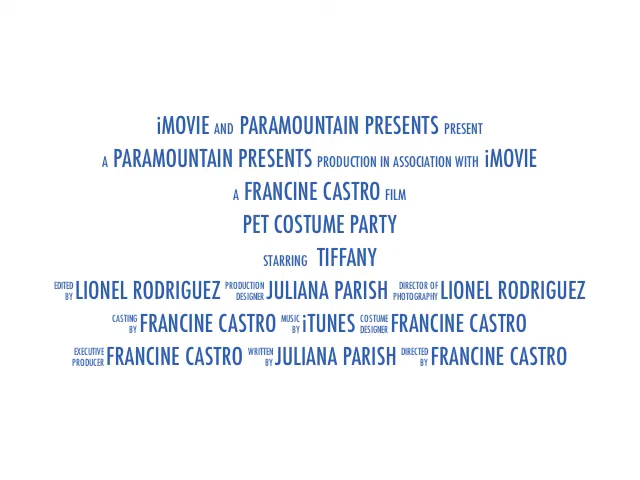 iMOVIE AND PARAMOUNTAIN PRESENTS PRESENT
A PARAMOUNTAIN PRESENTS PRODUCTION IN ASSOCIATION WITH iMOVIE
A FRANCINE CASTRO FILM
PET COSTUME PARTY
STARRING TIFFANY
EDITED BY LIONEL RODRIGUEZ PRODUCTION DESIGNER JULIANA PARISH DIRECTOR OF PHOTOGRAPHY LIONEL RODRIGUEZ
CASTING BY FRANCINE CASTRO MUSIC BY iTUNES COSTUME DESIGNER FRANCINE CASTRO
EXECUTIVE PRODUCER FRANCINE CASTRO WRITTEN BY JULIANA PARISH DIRECTED BY FRANCINE CASTRO